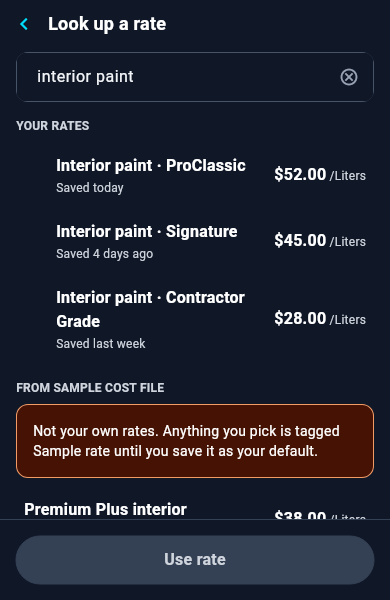 Look up a rate
interior paint
YOUR RATES
Interior paint · ProClassic
Saved today
$52.00 /Liters
Interior paint · Signature
Saved 4 days ago
$45.00 /Liters
Interior paint · Contractor
Grade
Saved last week
$28.00 /Liters
FROM SAMPLE COST FILE
Not your own rates. Anything you pick is tagged
Sample rate until you save it as your default.
Premium Plus interior
$38.00 /Liters
Use rate